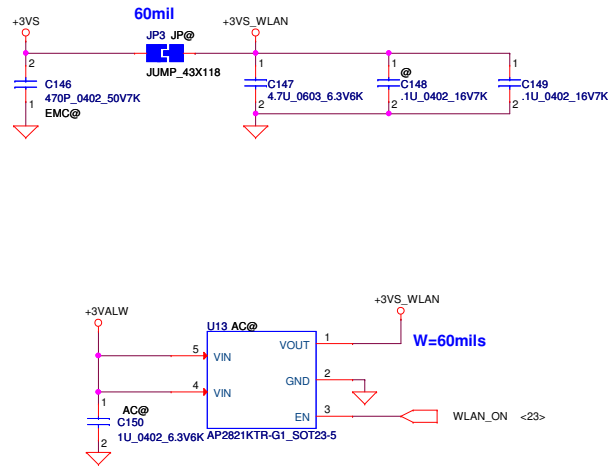 60mil
+3VS
JP3 JP@
+3VS_WLAN
JUMP_43X118
2
C146
1
470P_0402_50V7K
EMC@
1
C147
2
4.7U_0603_6.3V6K
@
1
C148
2
.1U_0402_16V7K
1
C149
2
.1U_0402_16V7K
+3VALW
+3VS_WLAN
U13 AC@
W=60mils
5
VIN
VOUT
1
4
VIN
GND
2
EN
3
WLAN_ON <23>
AP2821KTR-G1_SOT23-5
1
AC@
C150
2
1U_0402_6.3V6K